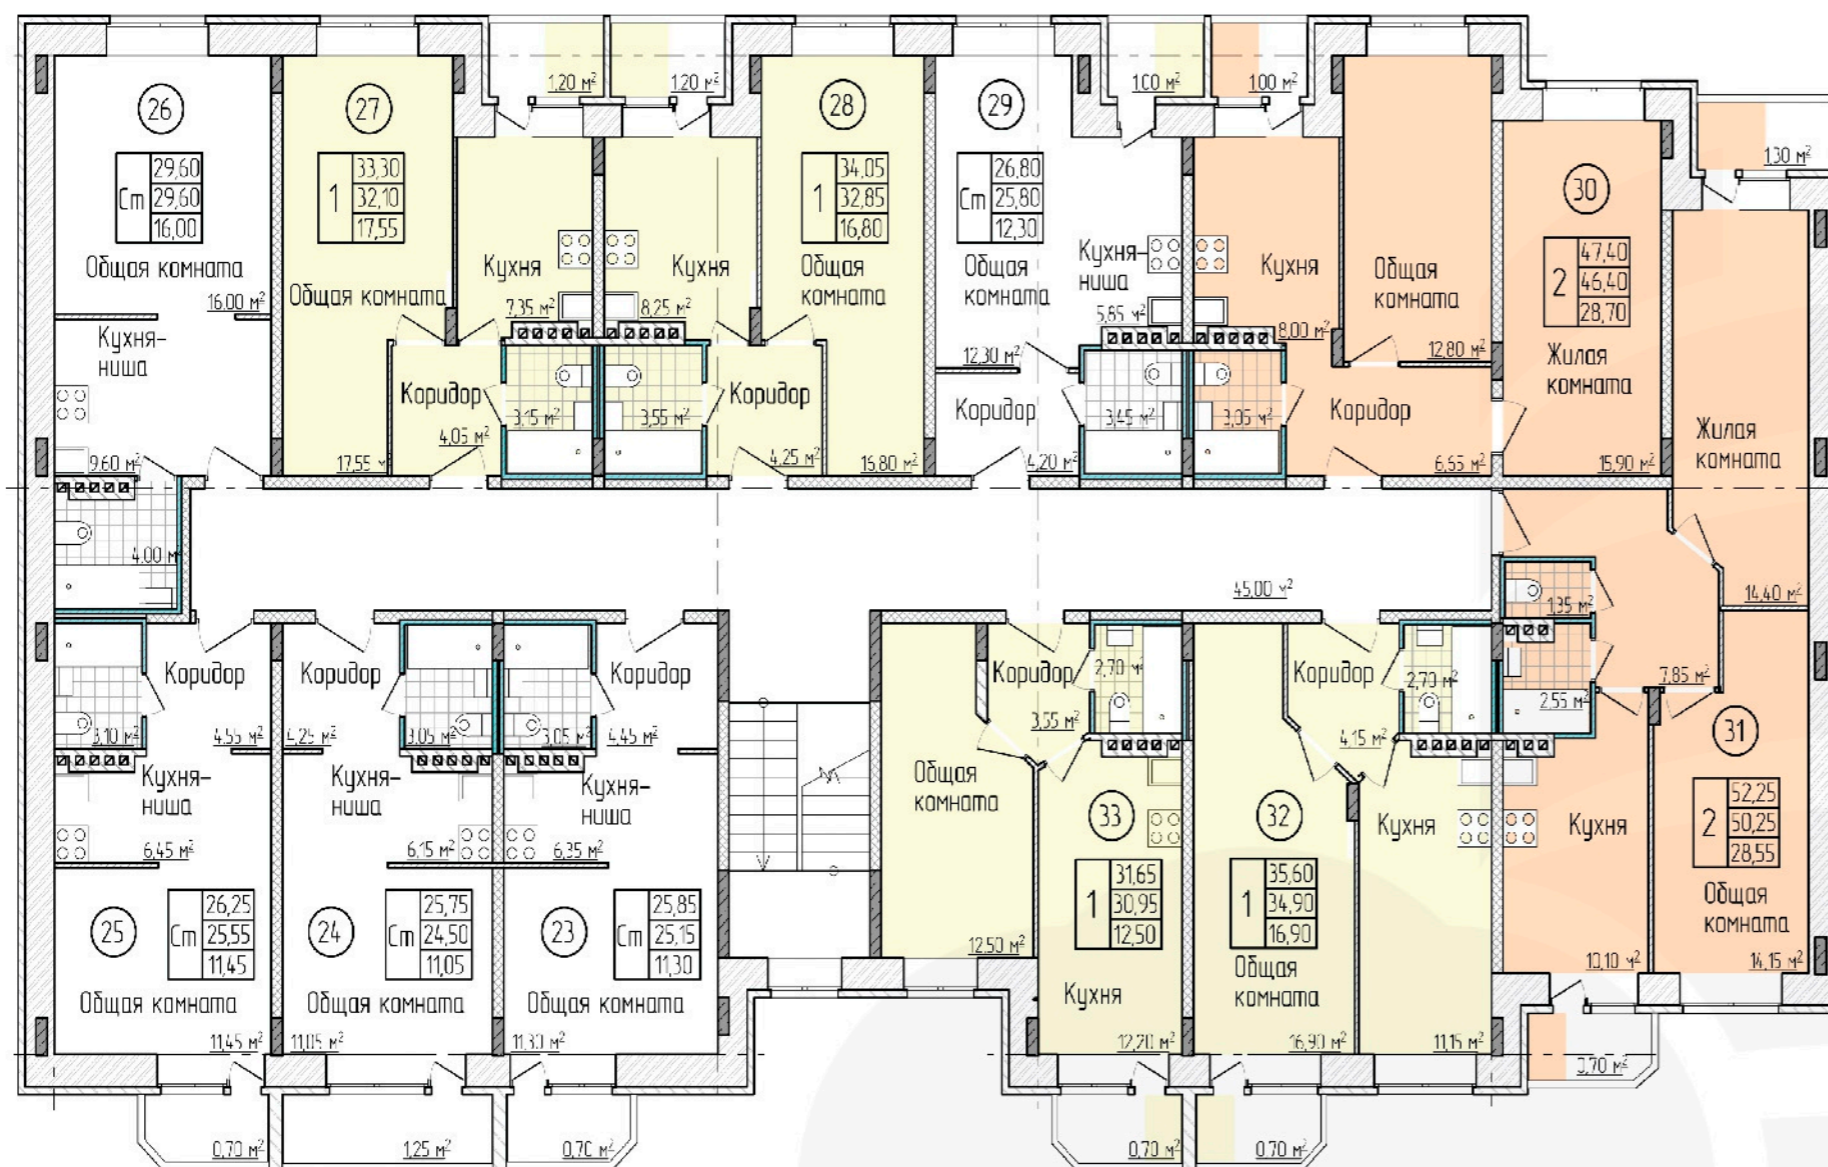 1,20 м²
1,20 м²
1,00 м²
1,00 м²
1,30 м²
26
Ст
29,60
29,60
16,00
Общая комната
16,00 м²
Кухня-
ниша
9,60 м²
4,00 м
27
1
33,30
32,10
17,55
Общая комната
17,55 м
Кухня
7,35 м²
Коридор
4,05 м²
3,15 м²
28
1
34,05
32,85
16,80
Общая
комната
16,80 м²
Кухня
8,25 м²
3,55 м²
Коридор
4,25 м²
29
Ст
26,80
25,80
12,30
Общая
комната
12,30 м²
Кухня-
ниша
5,85 м²
Коридор
4,20 м²
3,45 м²
30
2
47,40
46,40
28,70
Кухня
8,00 м²
Общая
комната
12,80 м²
Жилая
комната
15,90 м²
3,05 м²
Коридор
6,65 м²
Жилая
комната
14,40 м²
45,00 м²
1,35 м²
7,85 м²
2,55 м²
31
2
52,25
50,25
28,55
Кухня
10,10 м²
Общая
комната
14,15 м²
0,70 м²
Коридор
3,10 м²
4,55 м²
Кухня-
ниша
6,45 м²
25
Ст
26,25
25,55
11,45
Общая комната
11,45 м²
0,70 м²
Коридор
4,25 м²
3,05 м²
Кухня-
ниша
6,15 м²
24
Ст
25,75
24,50
11,05
Общая комната
11,05 м²
1,25 м²
Коридор
3,05 м²
4,45 м²
Кухня-
ниша
6,35 м²
23
Ст
25,85
25,15
11,30
Общая комната
11,30 м²
0,70 м²
Коридор
2,70 м²
3,55 м²
Общая
комната
12,50 м²
33
1
31,65
30,95
12,50
Кухня
12,20 м²
0,70 м²
Коридор
2,70 м²
4,15 м²
32
1
35,60
34,90
16,90
Общая
комната
16,90 м²
Кухня
11,15 м²
0,70 м²